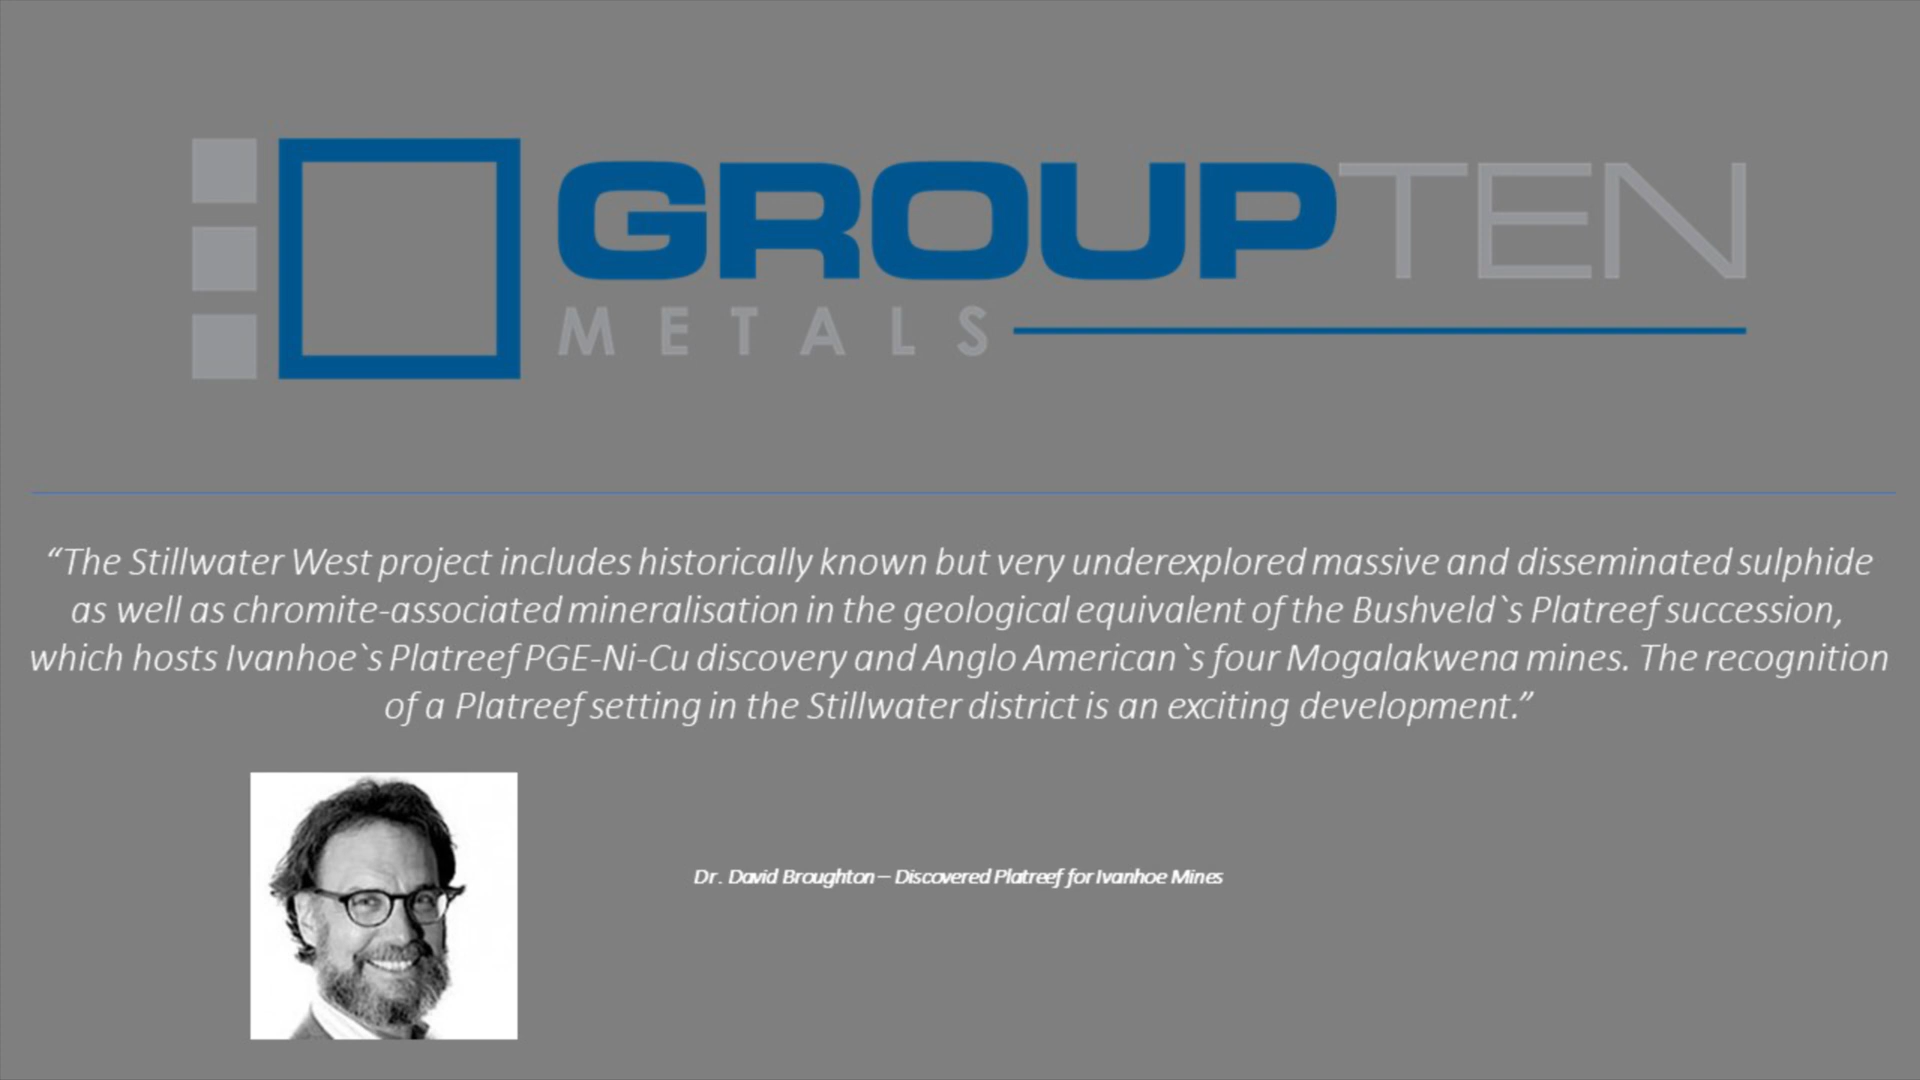 GROUPTEN
METALS
“The Stillwater West project includes historically known but very underexplored massive and disseminated sulphide
as well as chromite-associated mineralisation in the geological equivalent of the Bushveld`s Platreef succession,
which hosts Ivanhoe`s Platreef PGE-Ni-Cu discovery and Anglo American`s four Mogalakwena mines. The recognition
of a Platreef setting in the Stillwater district is an exciting development.”
Dr. David Broughton – Discovered Platreef for Ivanhoe Mines